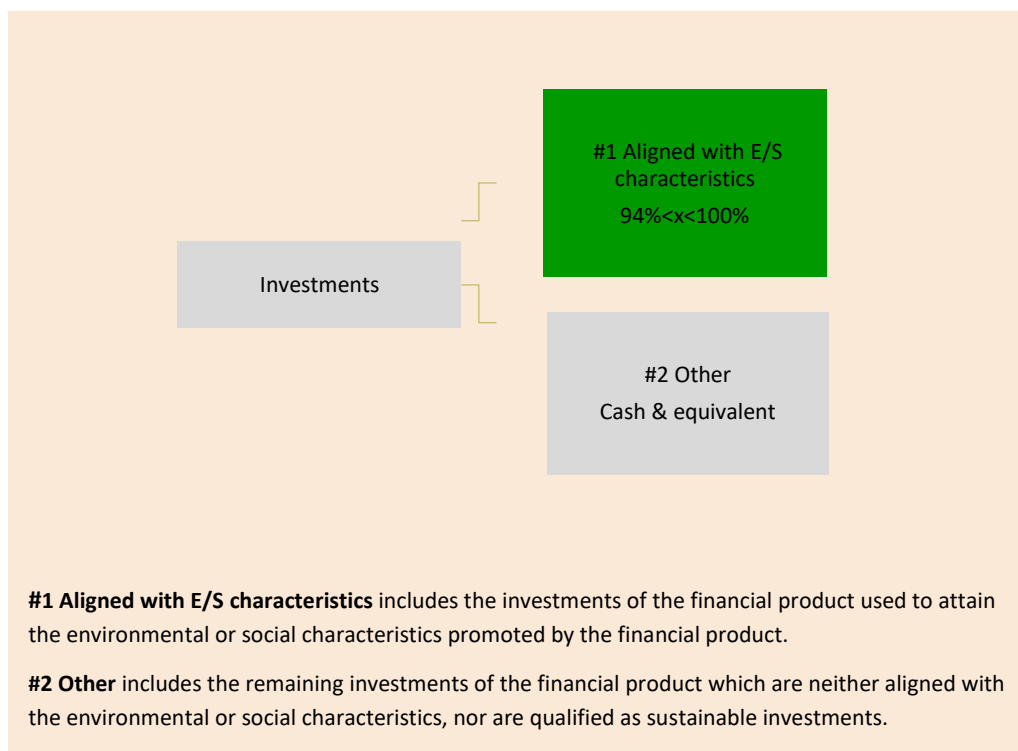 #1 Aligned with E/S
characteristics
94%<x<100%
Investments
#2 Other
Cash & equivalent
#1 Aligned with E/S characteristics includes the investments of the financial product used to attain
the environmental or social characteristics promoted by the financial product.
#2 Other includes the remaining investments of the financial product which are neither aligned with
the environmental or social characteristics, nor are qualified as sustainable investments.